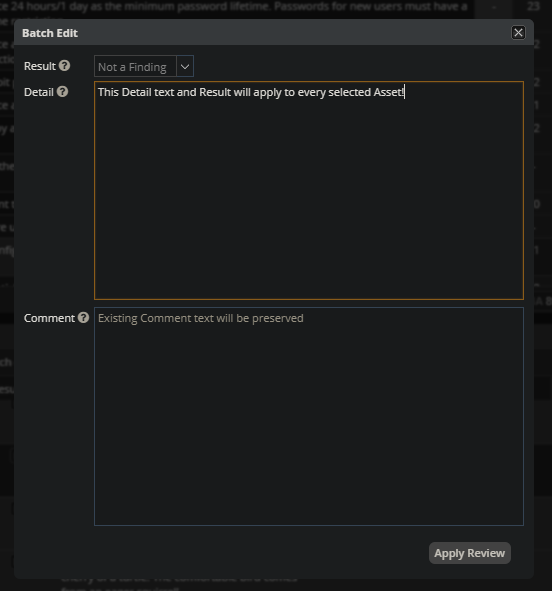 ce 24 hours/1 day as the minimum password lifetime. Passwords for new users must have a
23
Batch Edit
Result
Not a Finding
Detail
This Detail text and Result will apply to every selected Asset!
Comment
Existing Comment text will be preserved
Apply Review